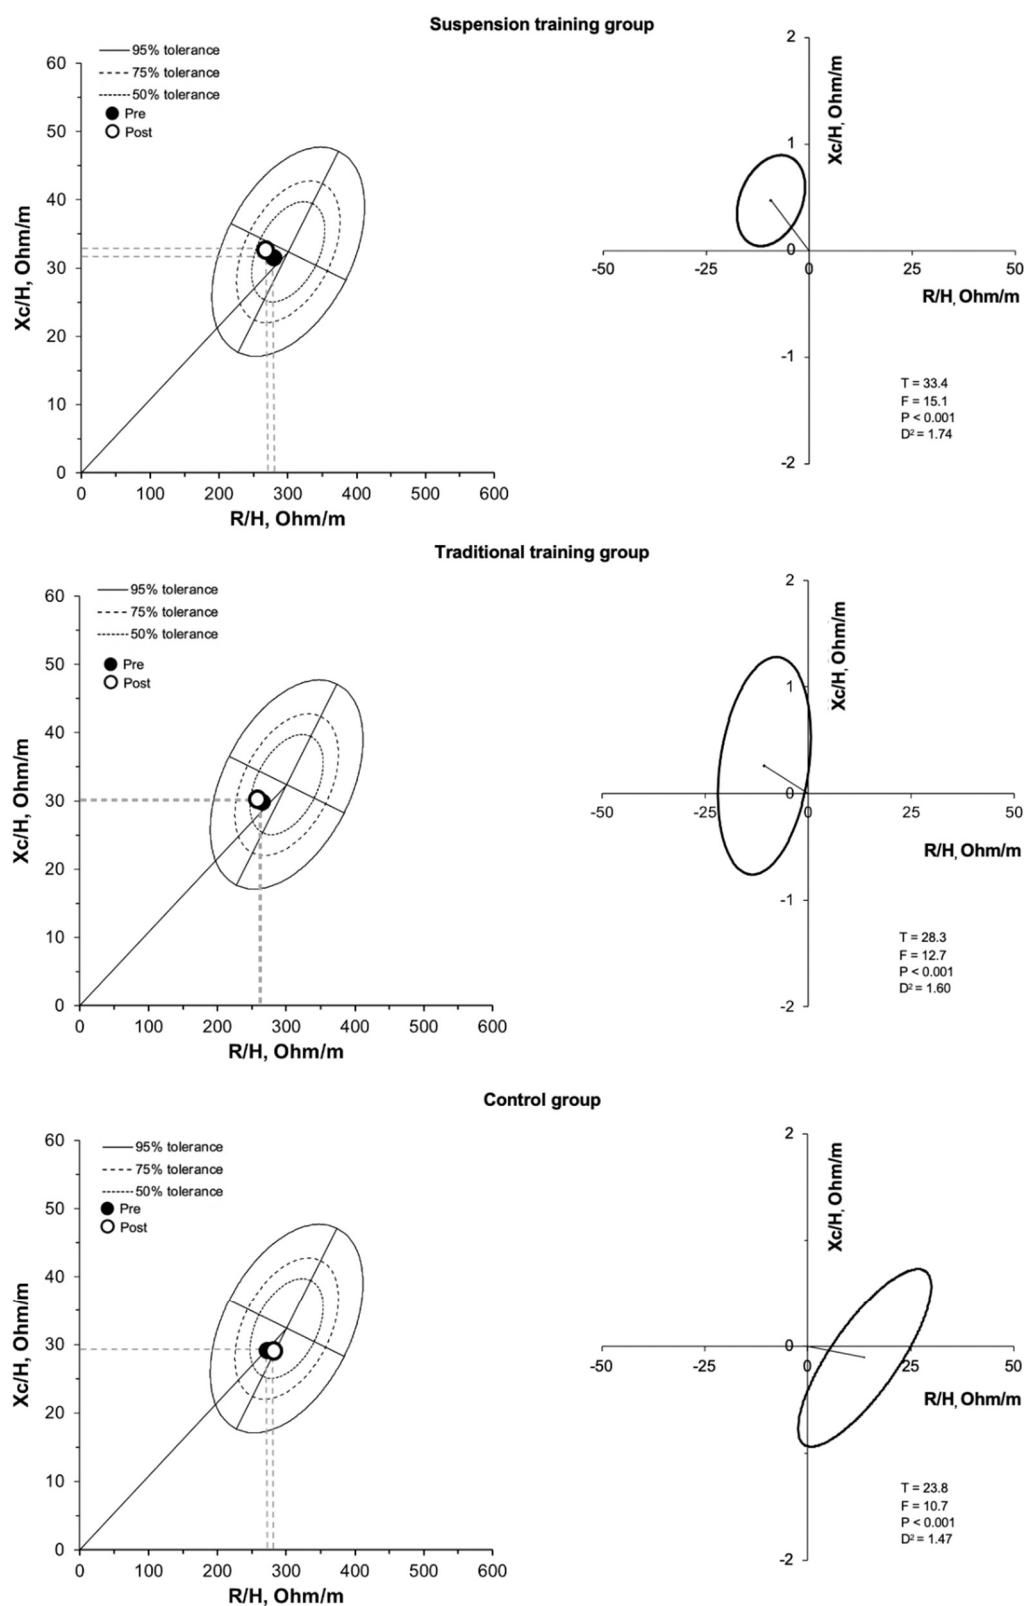 Suspension training group
95% tolerance
75% tolerance
50% tolerance
Pre
Post
60
50
40
30
20
10
0
Xc/H, Ohm/m
0 100 200 300 400 500 600
R/H, Ohm/m
2
1
0
-1
-2
Xc/H, Ohm/m
-50 -25 0 25 50
R/H, Ohm/m
T = 33.4
F = 15.1
P < 0.001
D² = 1.74
Traditional training group
95% tolerance
75% tolerance
50% tolerance
Pre
Post
60
50
40
30
20
10
0
Xc/H, Ohm/m
0 100 200 300 400 500 600
R/H, Ohm/m
2
1
0
-1
-2
Xc/H, Ohm/m
-50 -25 0 25 50
R/H, Ohm/m
T = 28.3
F = 12.7
P < 0.001
D² = 1.60
Control group
95% tolerance
75% tolerance
50% tolerance
Pre
Post
60
50
40
30
20
10
0
Xc/H, Ohm/m
0 100 200 300 400 500 600
R/H, Ohm/m
2
0
-2
Xc/H, Ohm/m
-50 -25 0 25 50
R/H, Ohm/m
T = 23.8
F = 10.7
P < 0.001
D² = 1.47